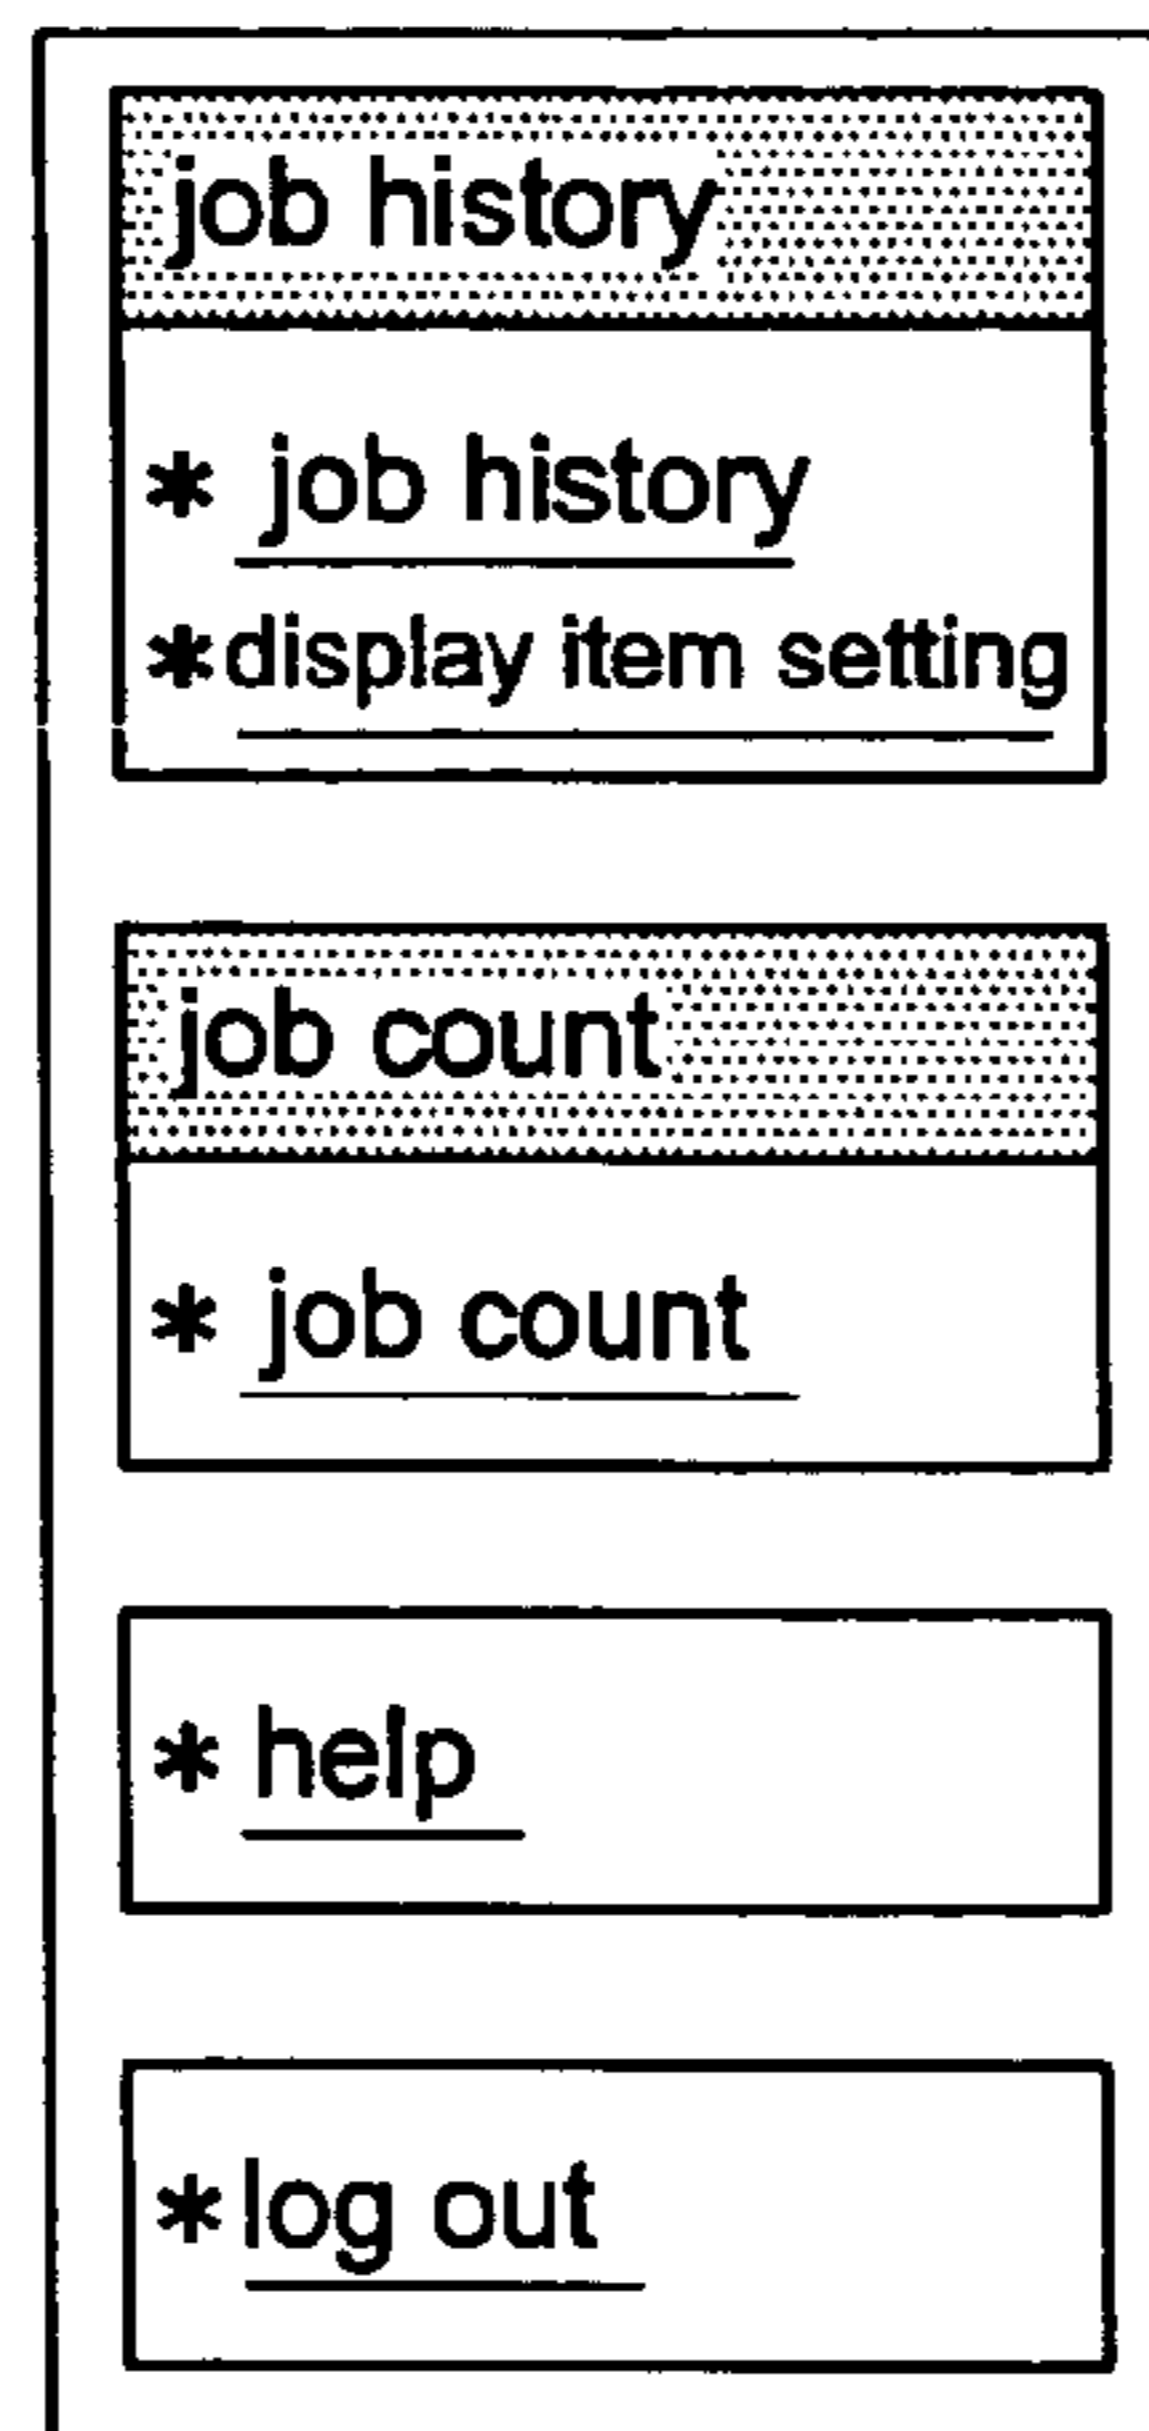 job history
* job history
*display item setting
job count
* job count
* help
*log out